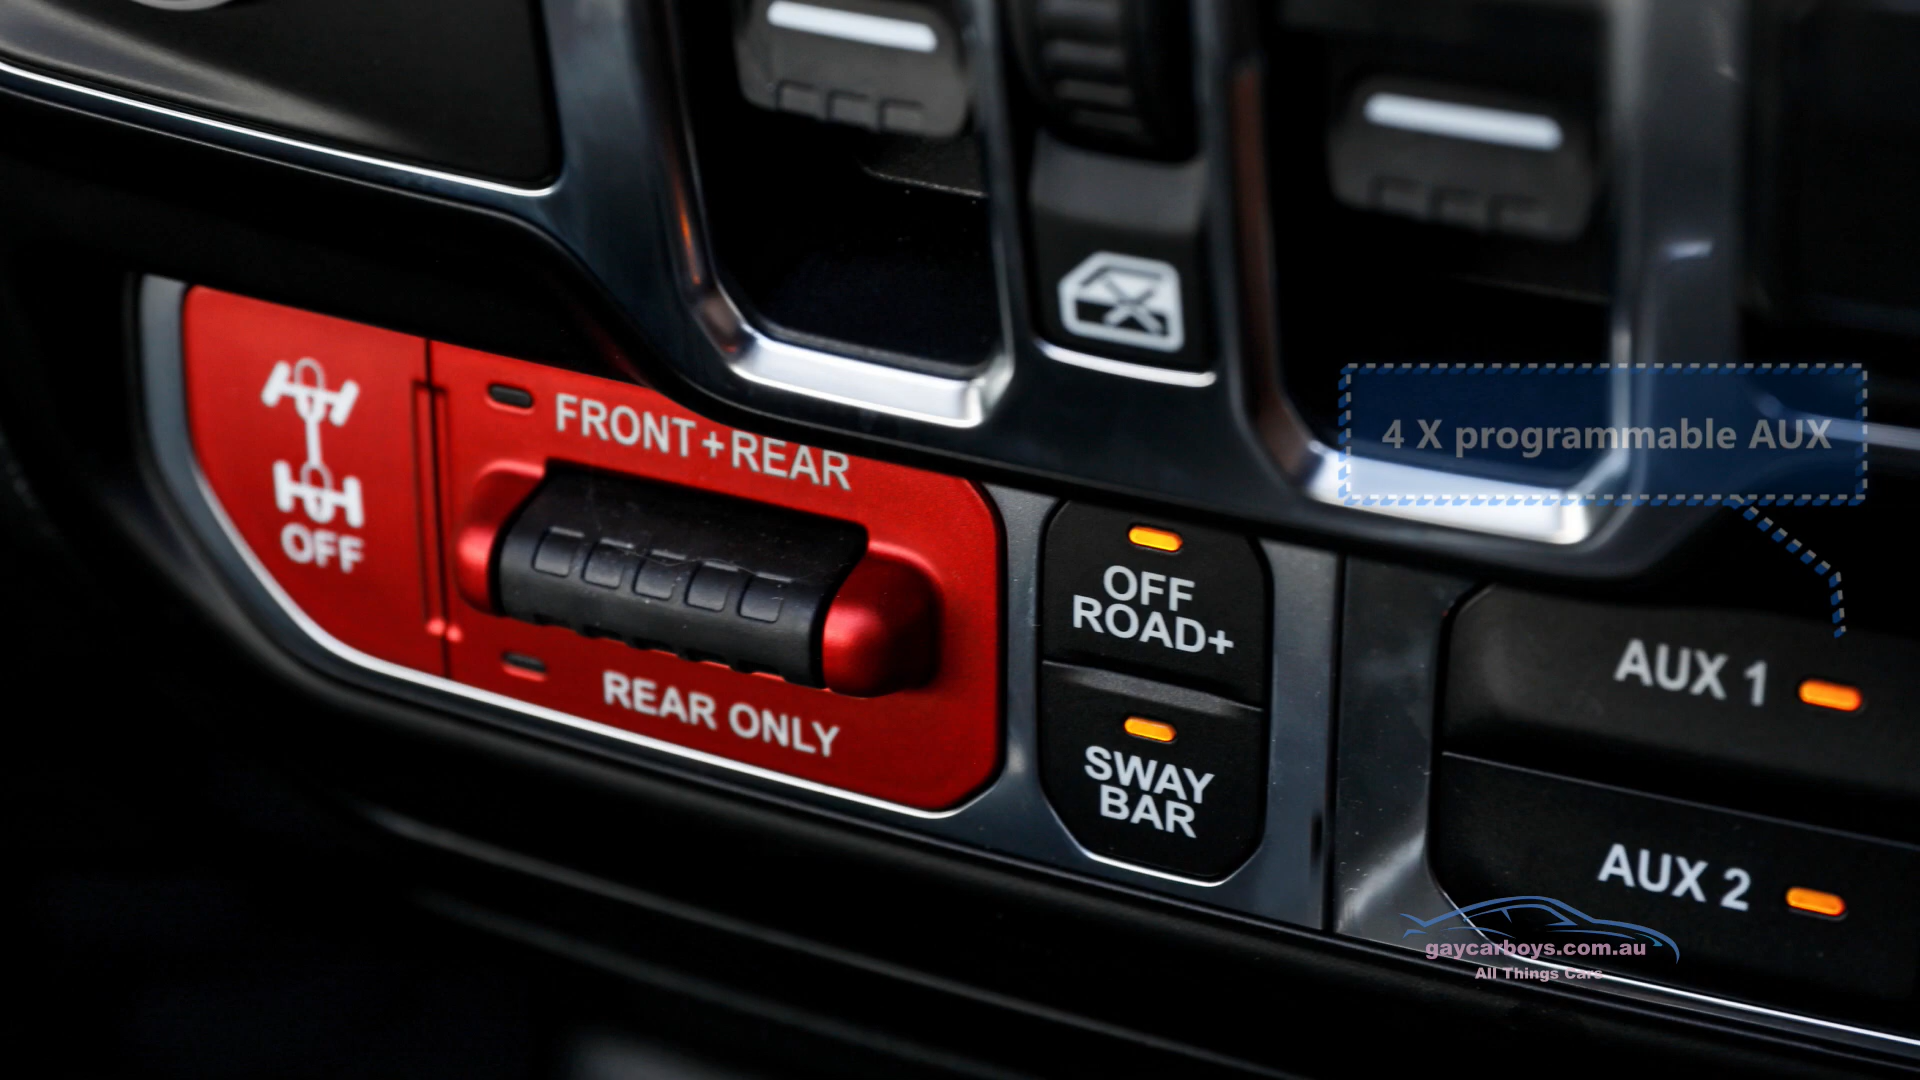 FRONT+REAR
OFF
REAR ONLY
OFF
ROAD+
SWAY
BAR
4 X programmable AUX
AUX 1
AUX 2
gaycarboys.com.au
All Things Cars